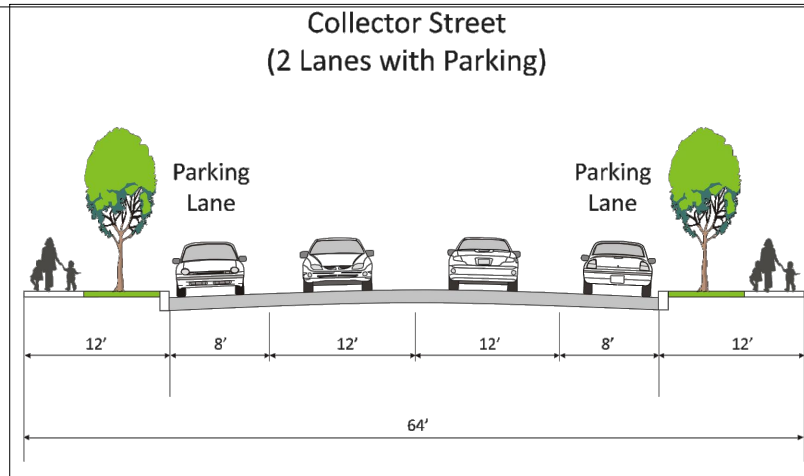 Collector Street
(2 Lanes with Parking)
Parking
Lane
Parking
Lane
12’ 8’ 12’ 12’ 8’ 12’
64’